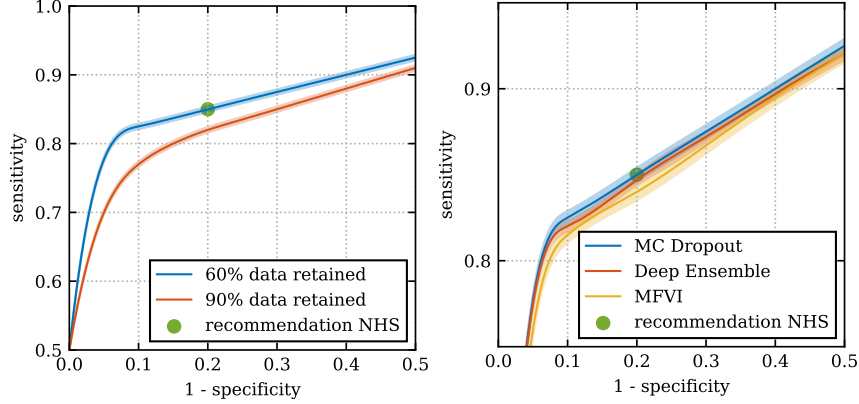 1.0
0.9
0.8
0.7
0.6
0.5
sensitivity
0.0 0.1 0.2 0.3 0.4 0.5
1 - specificity
60% data retained
90% data retained
recommendation NHS
0.9
0.8
sensitivity
0.0 0.1 0.2 0.3 0.4 0.5
1 - specificity
MC Dropout
Deep Ensemble
MFVI
recommendation NHS